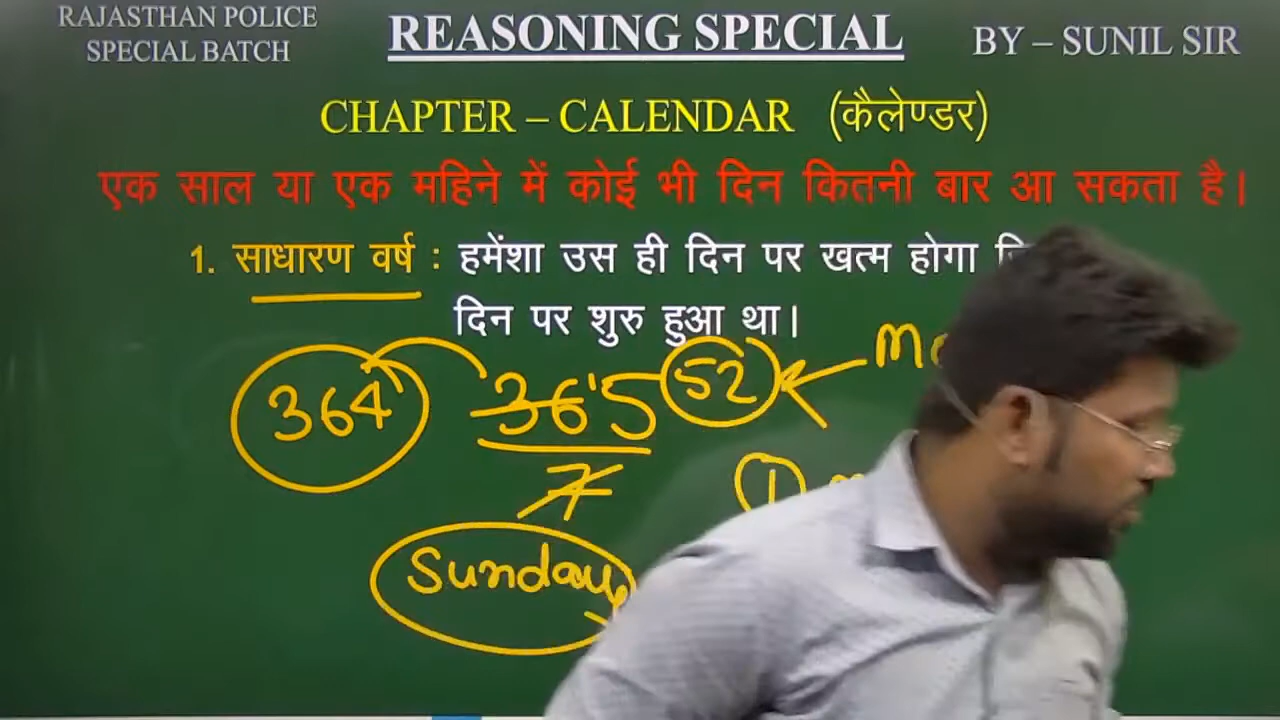 RAJASTHAN POLICE
SPECIAL BATCH
REASONING SPECIAL
BY – SUNIL SIR
CHAPTER – CALENDAR (कैलेण्डर)
एक साल या एक महिने में कोई भी दिन कितनी बार आ सकता है।
1. साधारण वर्ष : हमेंशा उस ही दिन पर खत्म होगा
दिन पर शुरु हुआ था।
364 365 52
7
1
Sunday